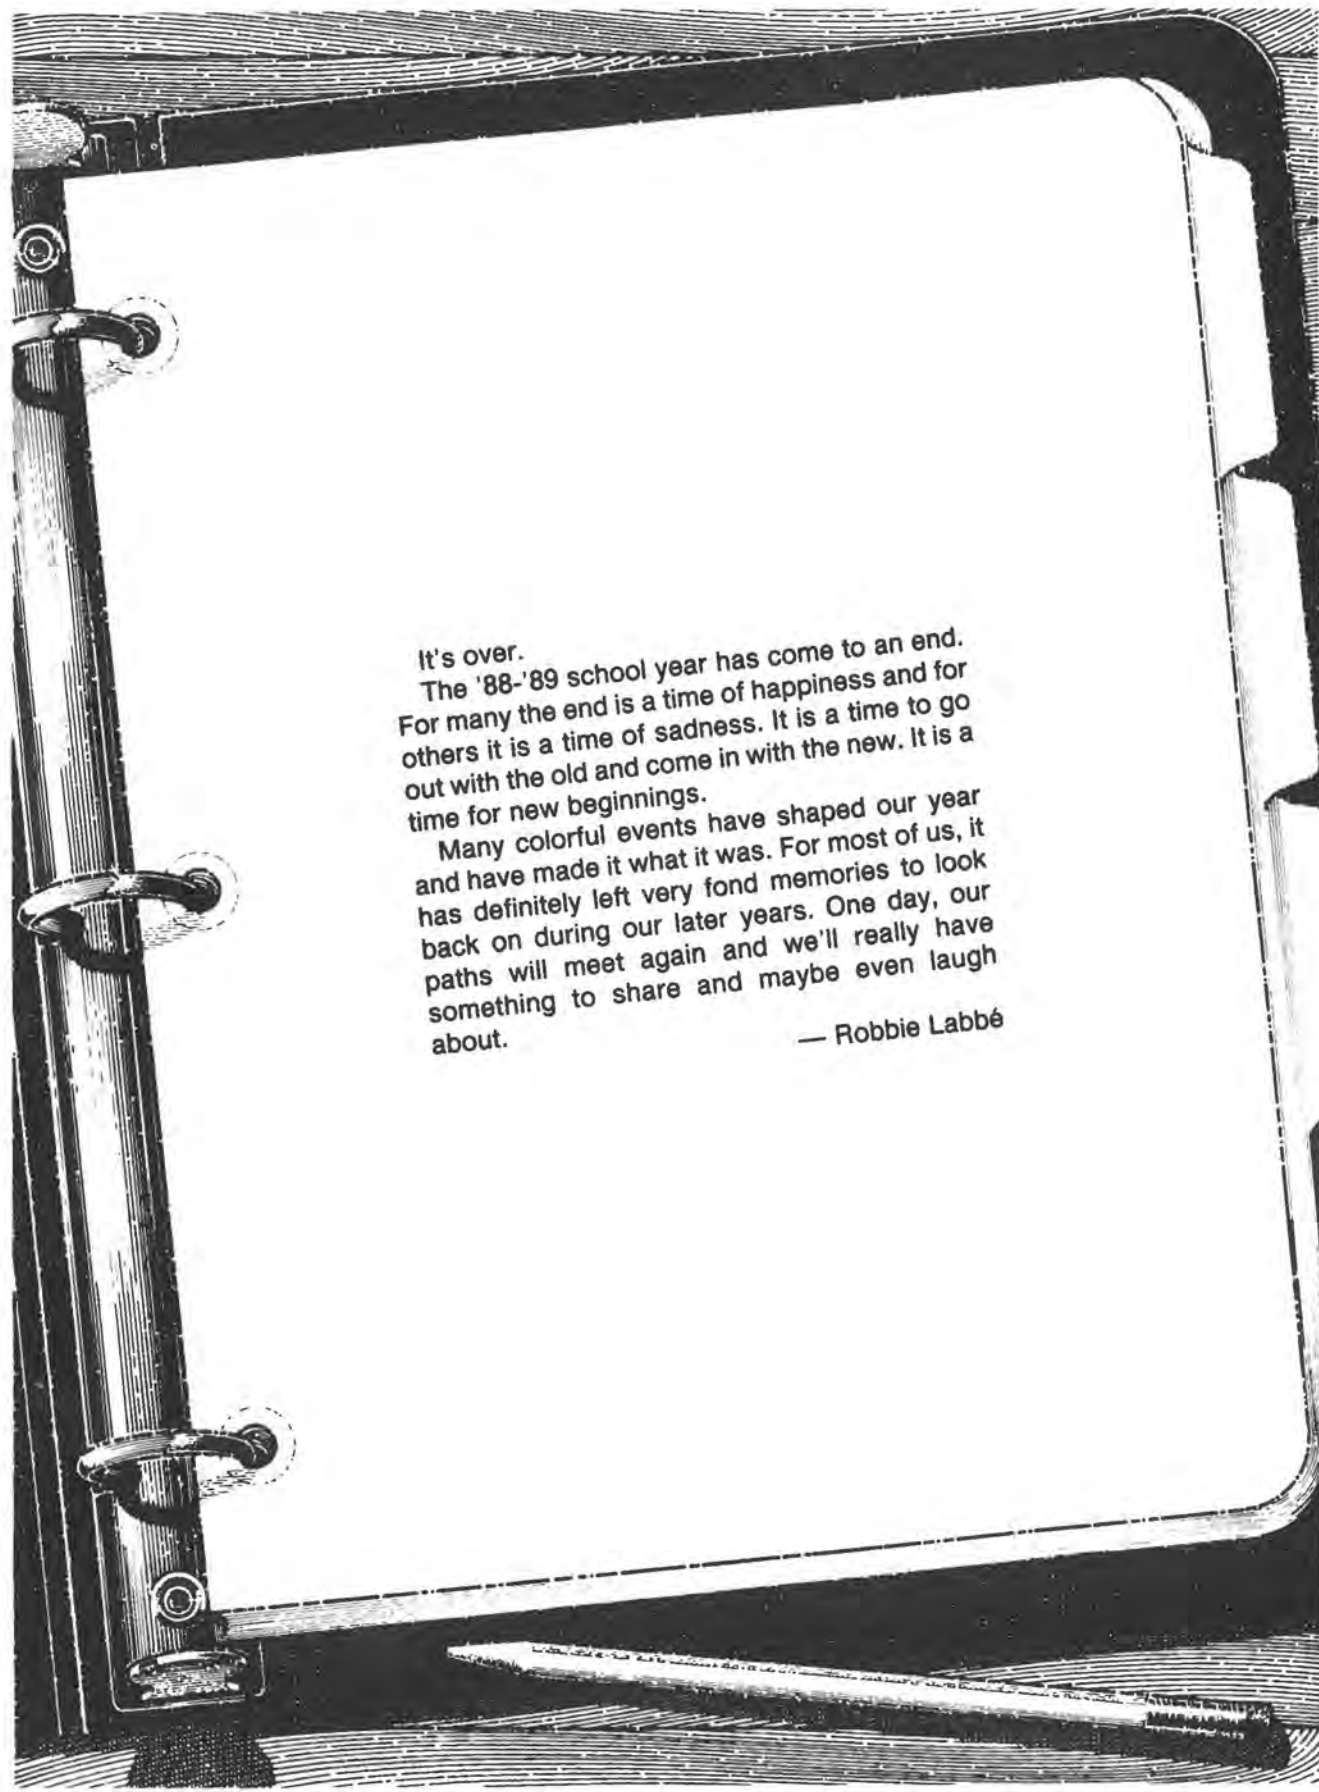 It's over.
The '88-'89 school year has come to an end.
For many the end is a time of happiness and for
others it is a time of sadness. It is a time to go
out with the old and come in with the new. It is a
time for new beginnings.
Many colorful events have shaped our year
and have made it what it was. For most of us, it
has definitely left very fond memories to look
back on during our later years. One day, our
paths will meet again and we'll really have
something to share and maybe even laugh
about.
— Robbie Labbé